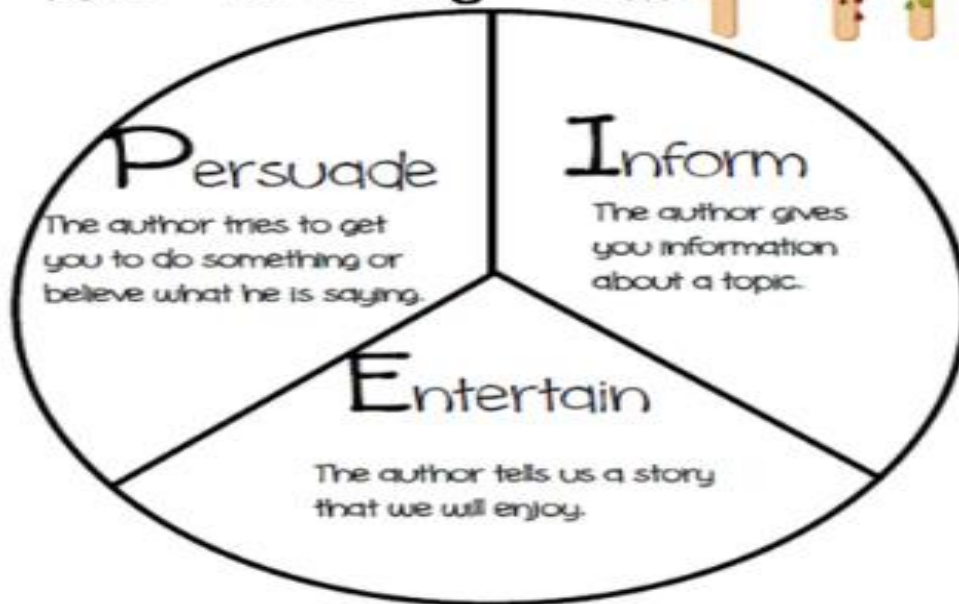 Persuade
The author tries to get
you to do something or
believe what he is saying.
Inform
The author gives
you information
about a topic.
Entertain
The author tells us a story
that we will enjoy.